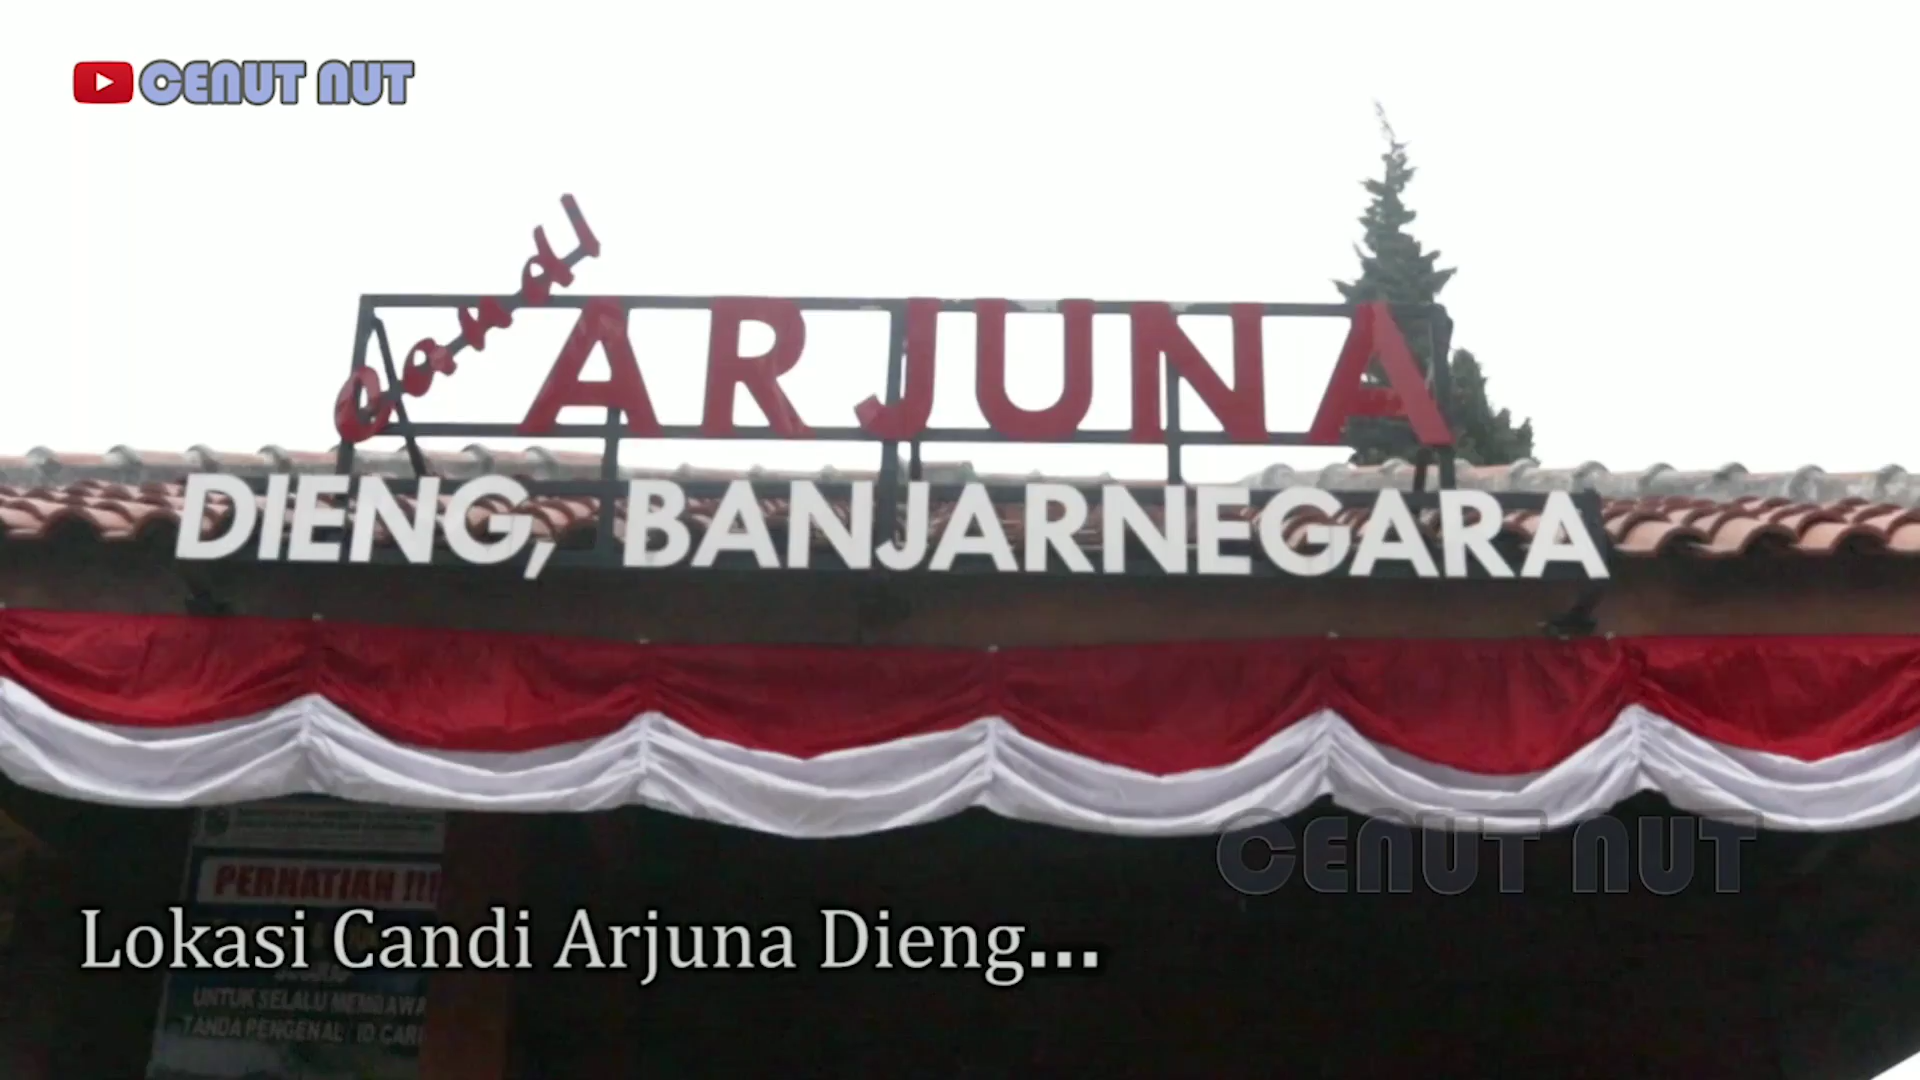 CENUT NUT
ARJUNA
DIENG, BANJARNEGARA
CENUT NUT
PERHATIAN !!!
Lokasi Candi Arjuna Dieng...
UNTUK SELALU MEMBAWA
TANDA PENGENAL / ID CARD